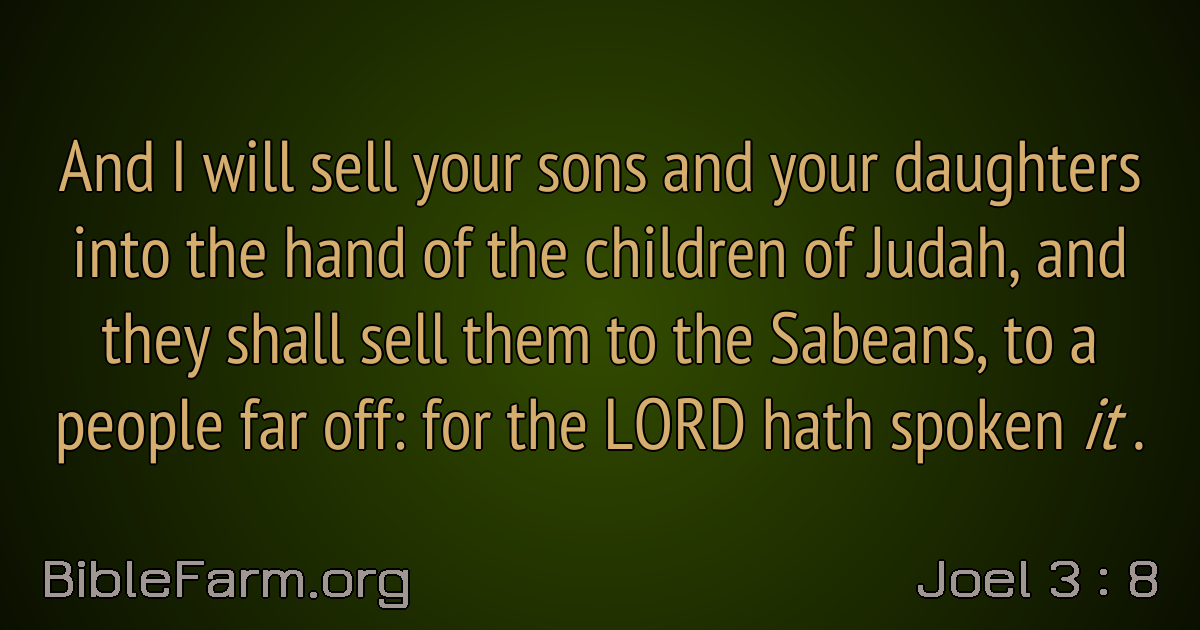 And I will sell your sons and your daughters
into the hand of the children of Judah, and
they shall sell them to the Sabeans, to a
people far off: for the LORD hath spoken it .
BibleFarm.org
Joel 3 : 8